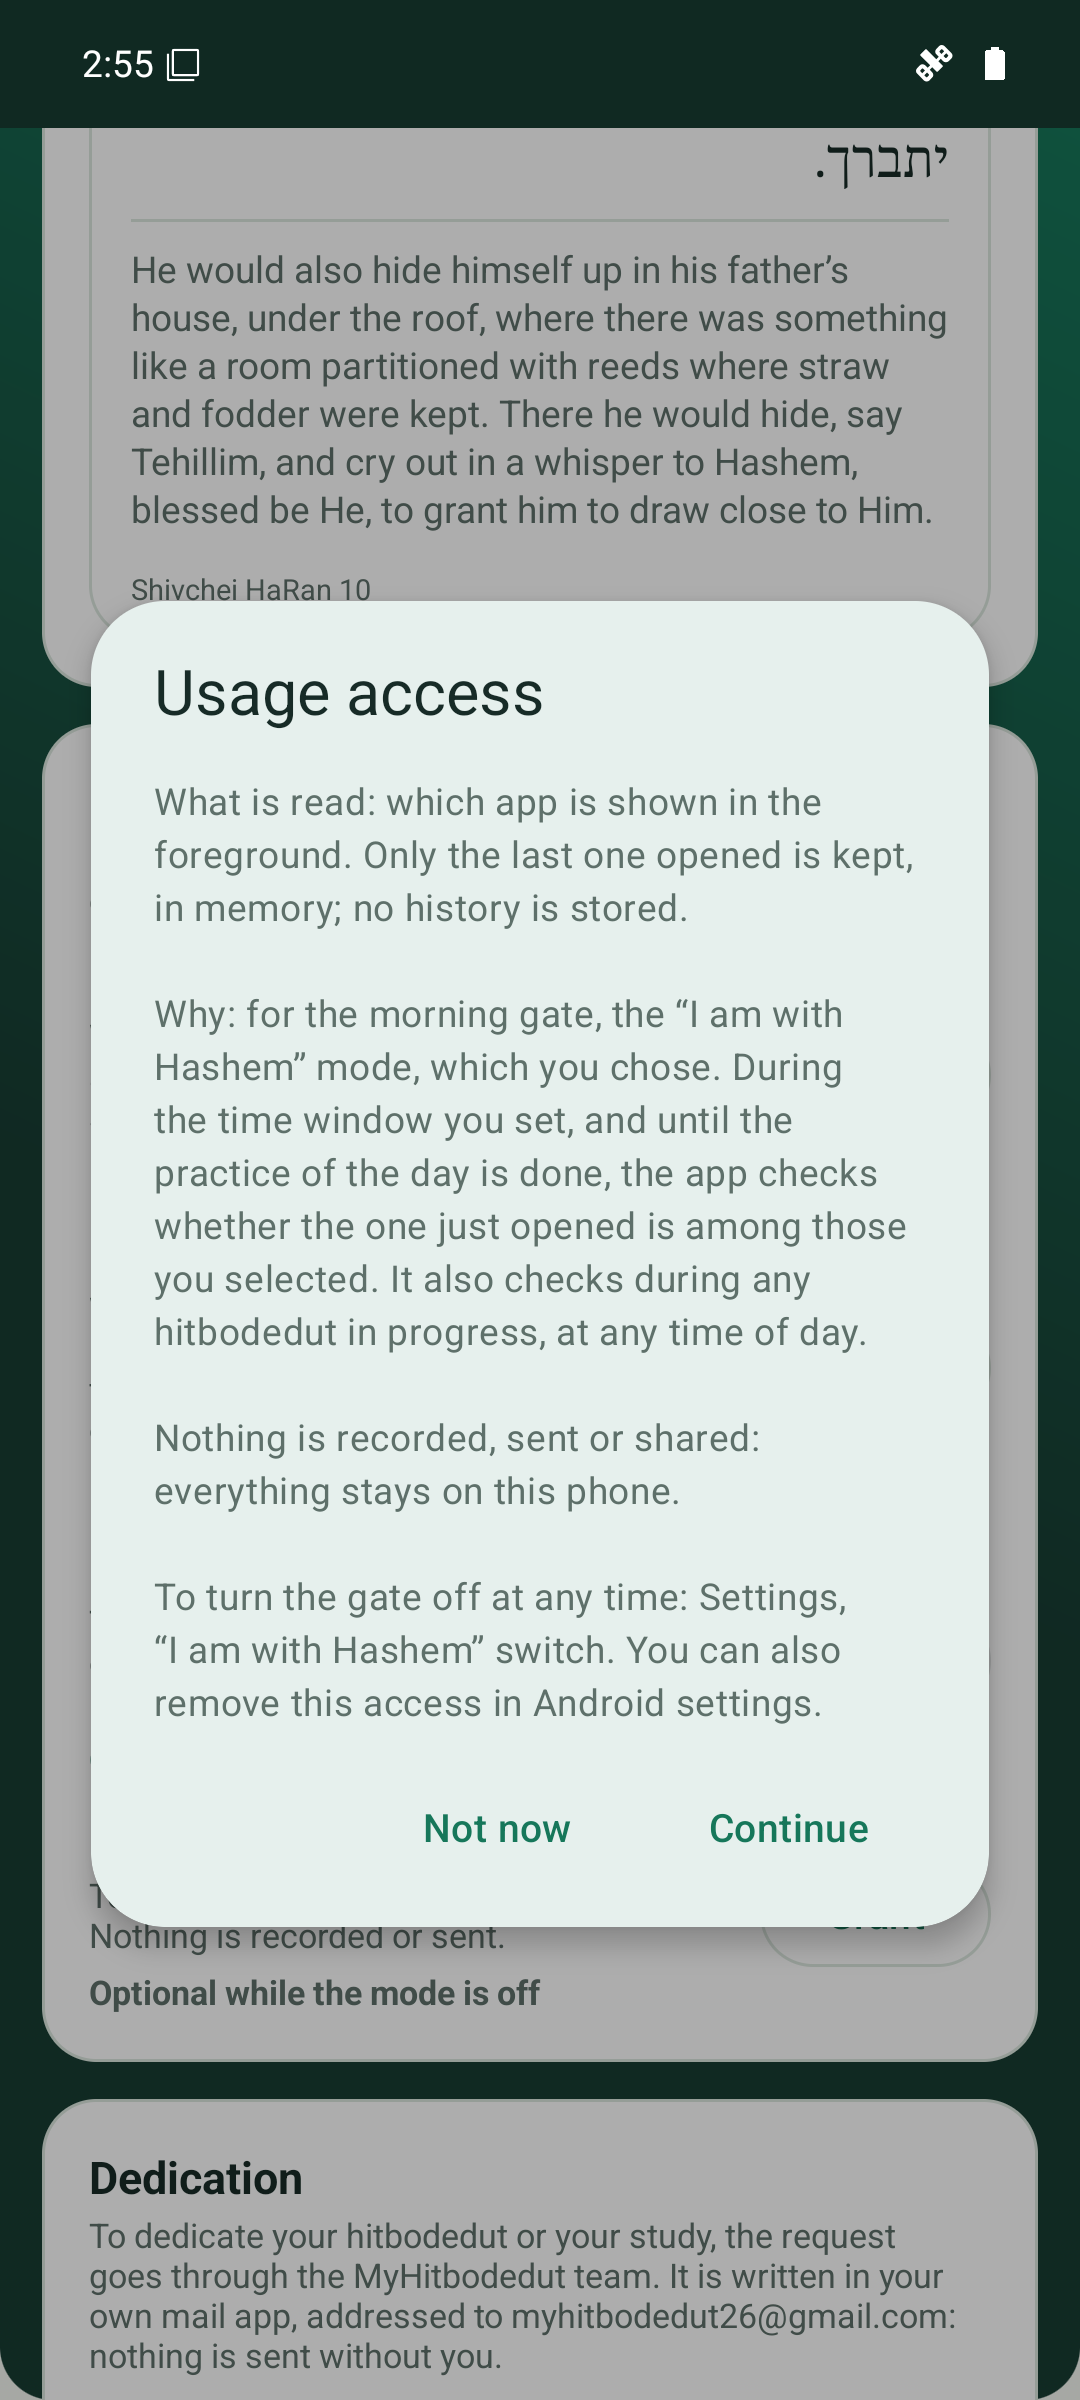 2:55
יתברך.
He would also hide himself up in his father’s
house, under the roof, where there was something
like a room partitioned with reeds where straw
and fodder were kept. There he would hide, say
Tehillim, and cry out in a whisper to Hashem,
blessed be He, to grant him to draw close to Him.
Shivchei HaRan 10
Usage access
What is read: which app is shown in the
foreground. Only the last one opened is kept,
in memory; no history is stored.
Why: for the morning gate, the “I am with
Hashem” mode, which you chose. During
the time window you set, and until the
practice of the day is done, the app checks
whether the one just opened is among those
you selected. It also checks during any
hitbodedut in progress, at any time of day.
Nothing is recorded, sent or shared:
everything stays on this phone.
To turn the gate off at any time: Settings,
“I am with Hashem” switch. You can also
remove this access in Android settings.
Not now Continue
Nothing is recorded or sent.
Optional while the mode is off
Dedication
To dedicate your hitbodedut or your study, the request
goes through the MyHitbodedut team. It is written in your
own mail app, addressed to myhitbodedut26@gmail.com:
nothing is sent without you.